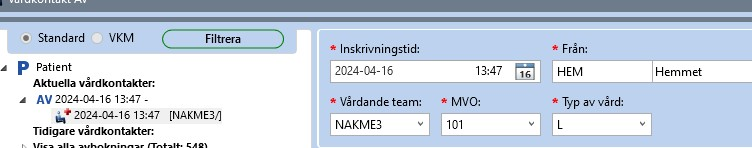 Vårdkontakt AV
Standard VKM Filtrera
P Patient
Aktuella vårdkontakter:
AV 2024-04-16 13:47 -
2024-04-16 13:47 [NAKME3/]
Tidigare vårdkontakter:
Visa alla avbokningar (Totalt: 548)
* Inskrivningstid: * Från:
2024-04-16 13:47 16 HEM Hemmet
* Vårdande team: * MVO: * Typ av vård:
NAKME3 101 L